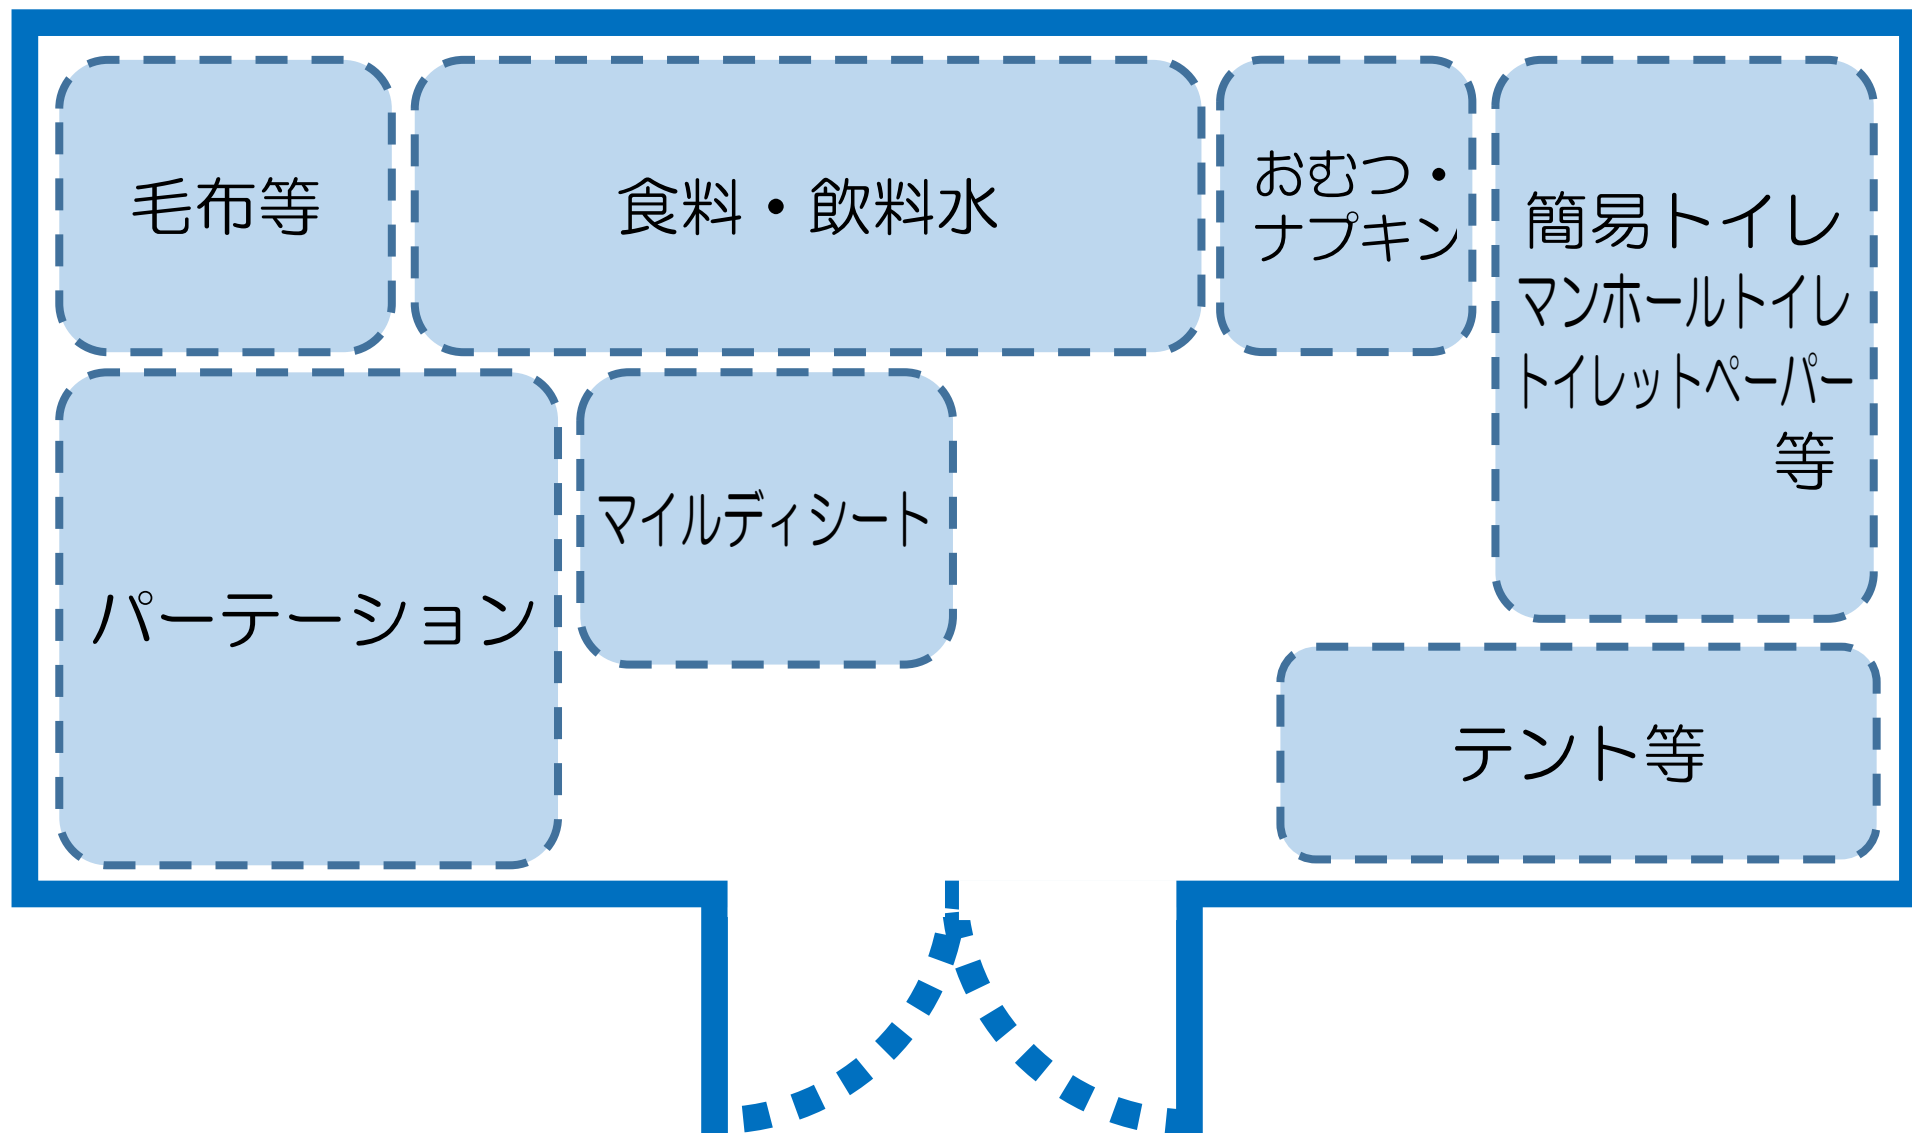 毛布等
食料・飲料水
おむつ・
ナプキン
簡易トイレ
マンホールトイレ
トイレットペーパー
等
パーテーション
マイルディシート
テント等